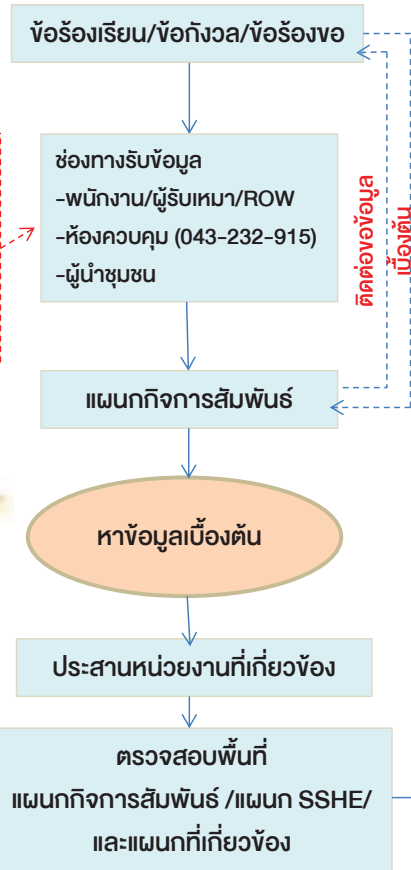 ข้อร้องเรียน/ข้อกังวล/ข้อร้องขอ
ช่องทางรับข้อมูล
-พนักงาน/ผู้รับเหมา/ROW
-ห้องควบคุม (043-232-915)
-ผู้นำชุมชน
ติดต่อขอข้อมูล
เบื้องต้น
แผนกกิจการสัมพันธ์
หาข้อมูลเบื้องต้น
ประสานหน่วยงานที่เกี่ยวข้อง
ตรวจสอบพื้นที่
แผนกกิจการสัมพันธ์ /แผนก SSHE/
และแผนกที่เกี่ยวข้อง